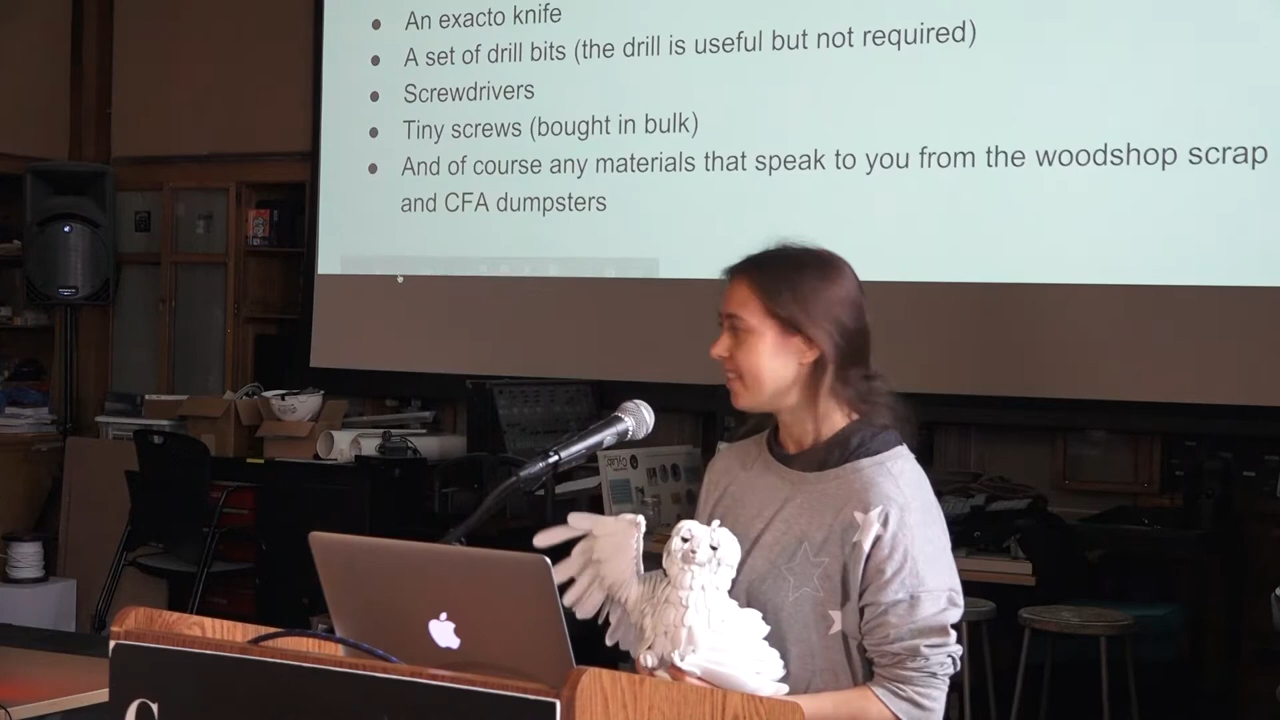 An exacto knife
A set of drill bits (the drill is useful but not required)
Screwdrivers
Tiny screws (bought in bulk)
And of course any materials that speak to you from the woodshop scrap
and CFA dumpsters
CyLab